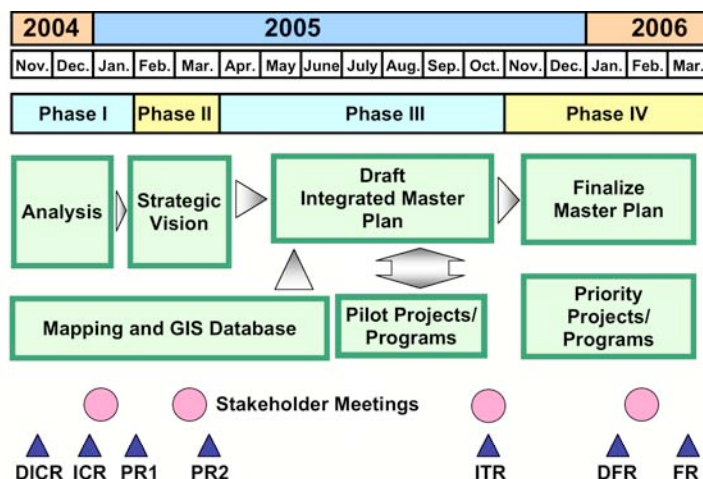 2004 2005 2006
Nov. Dec. Jan. Feb. Mar. Apr. May June July Aug. Sep. Oct. Nov. Dec. Jan. Feb. Mar.
Phase I Phase II Phase III Phase IV
Analysis
Strategic
Vision
Draft
Integrated Master
Plan
Finalize
Master Plan
Mapping and GIS Database
Pilot Projects/
Programs
Priority
Projects/
Programs
Stakeholder Meetings
DICR ICR PR1 PR2 ITR DFR FR